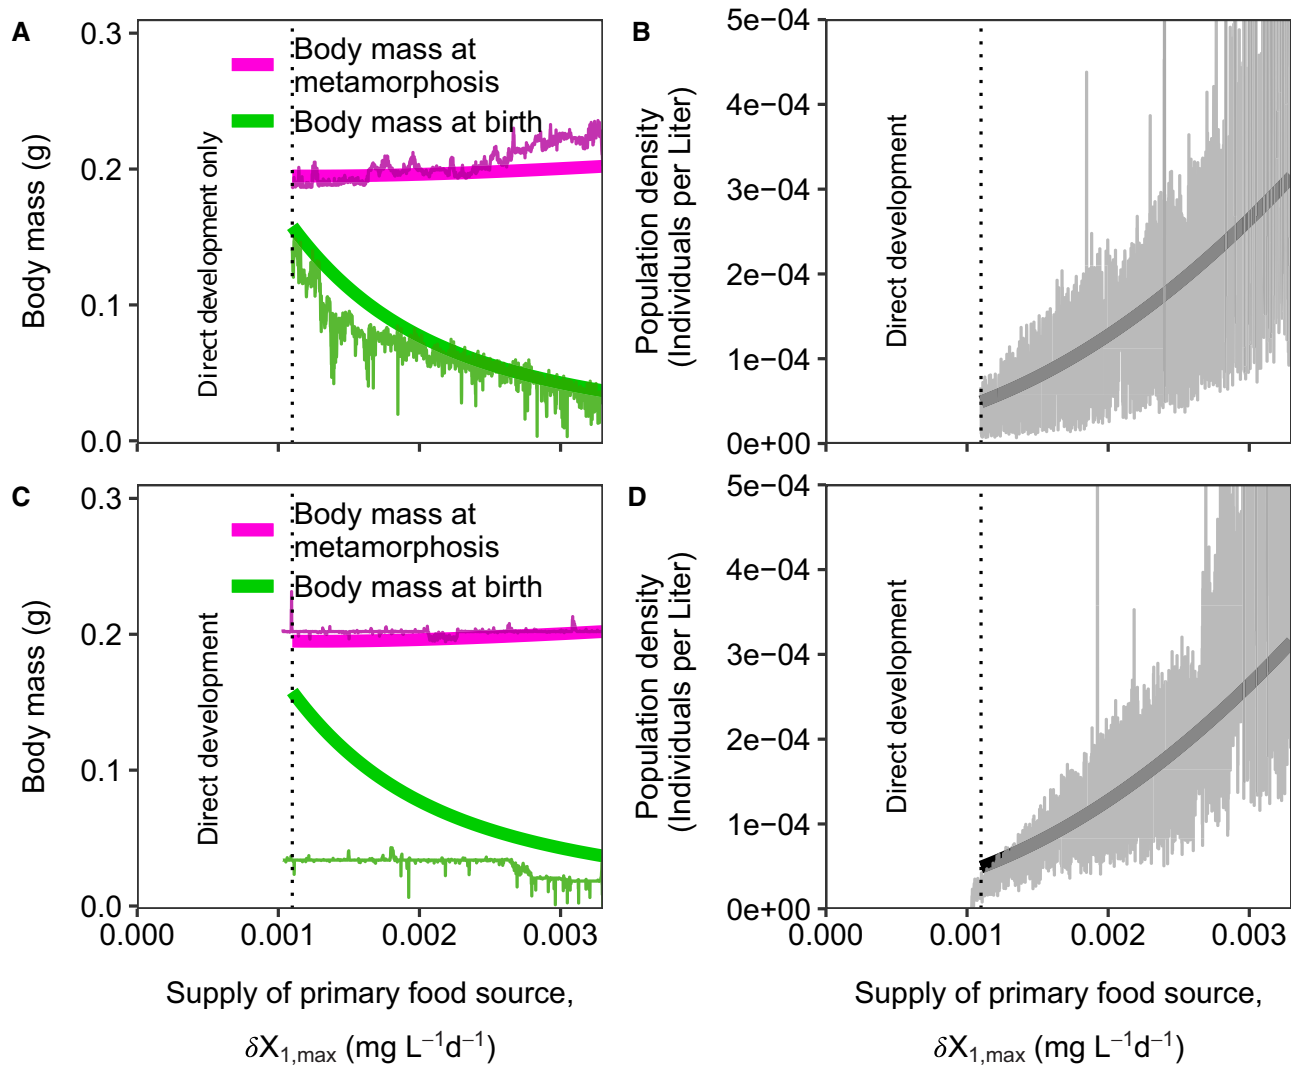 A
Body mass (g)
0.3
0.2
0.1
0.0
Direct development only
Body mass at
metamorphosis
Body mass at birth
B
Population density
(Individuals per Liter)
5e−04
4e−04
3e−04
2e−04
1e−04
0e+00
Direct development
C
Body mass (g)
0.3
0.2
0.1
0.0
Direct development
Body mass at
metamorphosis
Body mass at birth
0.000 0.001 0.002 0.003
Supply of primary food source,
δX1,max (mg L−1d−1)
D
Population density
(Individuals per Liter)
5e−04
4e−04
3e−04
2e−04
1e−04
0e+00
Direct development
0.000 0.001 0.002 0.003
Supply of primary food source,
δX1,max (mg L−1d−1)